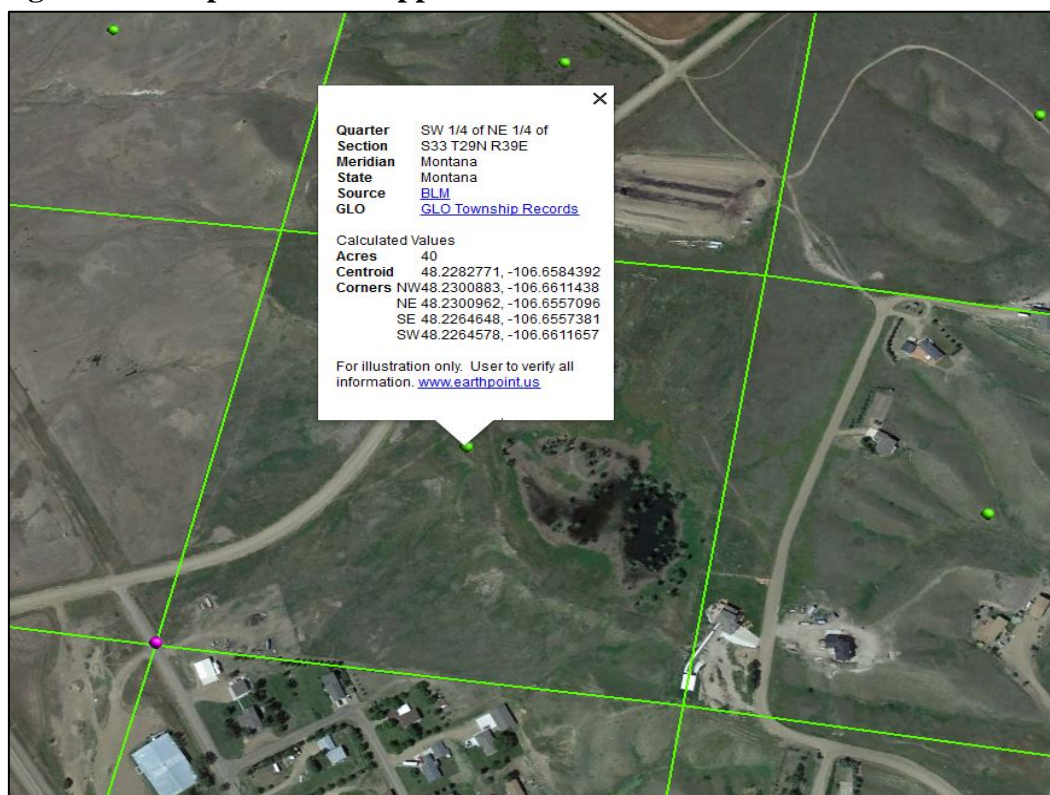 Quarter SW 1/4 of NE 1/4 of
Section S33 T29N R39E
Meridian Montana
State Montana
Source BLM
GLO GLO Township Records
Calculated Values
Acres 40
Centroid 48.2282771, -106.6584392
Corners NW48.2300883, -106.6611438
NE 48.2300962, -106.6557096
SE 48.2264648, -106.6557381
SW48.2264578, -106.6611657
For illustration only. User to verify all
information. www.earthpoint.us